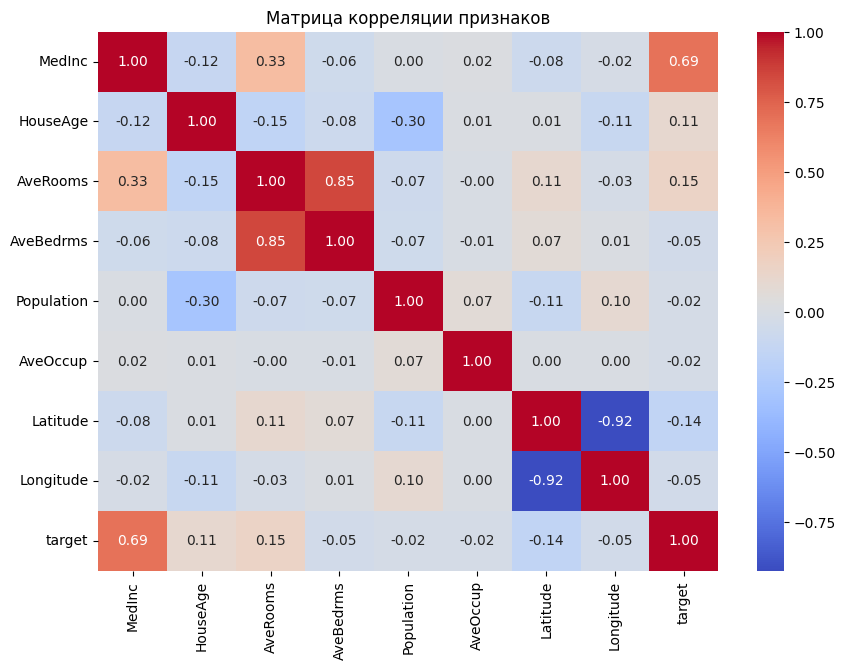 Матрица корреляции признаков
MedInc 1.00 -0.12 0.33 -0.06 0.00 0.02 -0.08 -0.02 0.69
HouseAge -0.12 1.00 -0.15 -0.08 -0.30 0.01 0.01 -0.11 0.11
AveRooms 0.33 -0.15 1.00 0.85 -0.07 -0.00 0.11 -0.03 0.15
AveBedrms -0.06 -0.08 0.85 1.00 -0.07 -0.01 0.07 0.01 -0.05
Population 0.00 -0.30 -0.07 -0.07 1.00 0.07 -0.11 0.10 -0.02
AveOccup 0.02 0.01 -0.00 -0.01 0.07 1.00 0.00 0.00 -0.02
Latitude -0.08 0.01 0.11 0.07 -0.11 0.00 1.00 -0.92 -0.14
Longitude -0.02 -0.11 -0.03 0.01 0.10 0.00 -0.92 1.00 -0.05
target 0.69 0.11 0.15 -0.05 -0.02 -0.02 -0.14 -0.05 1.00
MedInc HouseAge AveRooms AveBedrms Population AveOccup Latitude Longitude target
1.00
0.75
0.50
0.25
0.00
-0.25
-0.50
-0.75